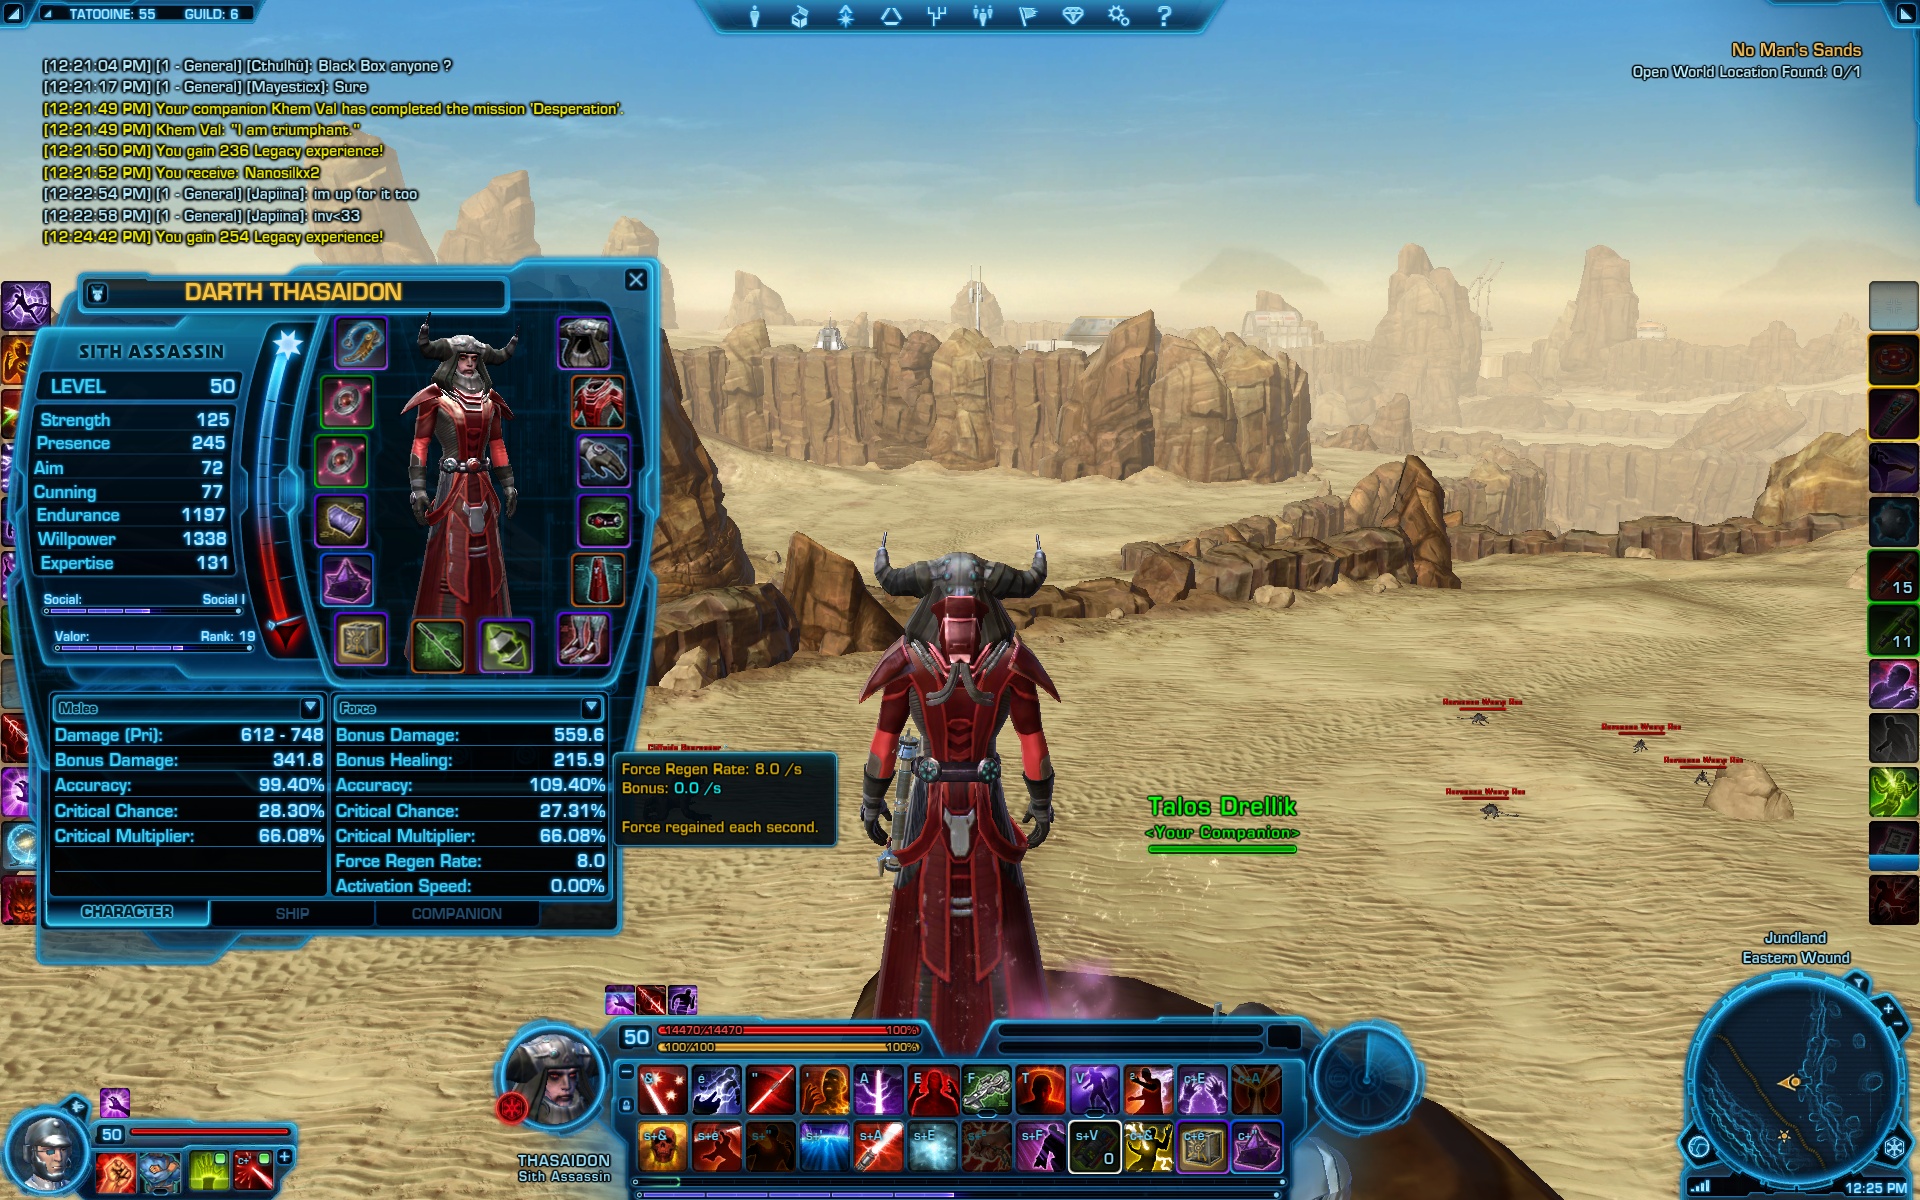 TATOOINE: 55 GUILD: 6
[12:21:04 PM] [1 - General] [Cthulhû]: Black Box anyone ?
[12:21:17 PM] [1 - General] [Mayesticx]: Sure
[12:21:49 PM] Your companion Khem Val has completed the mission 'Desperation'.
[12:21:49 PM] Khem Val: "I am triumphant."
[12:21:50 PM] You gain 236 Legacy experience!
[12:21:52 PM] You receive: Nanosilkx2
[12:22:54 PM] [1 - General] [Japiina]: im up for it too
[12:22:58 PM] [1 - General] [Japiina]: inv<33
[12:24:42 PM] You gain 254 Legacy experience!
No Man's Sands
Open World Location Found: 0/1
DARTH THASAIDON
SITH ASSASSIN
LEVEL 50
Strength 125
Presence 245
Aim 72
Cunning 77
Endurance 1197
Willpower 1338
Expertise 131
Social: Social I
Valor: Rank: 19
Melee
Damage (Pri): 612 - 748
Bonus Damage: 341.8
Accuracy: 99.40%
Critical Chance: 28.30%
Critical Multiplier: 66.08%
Force
Bonus Damage: 559.6
Bonus Healing: 215.9
Accuracy: 109.40%
Critical Chance: 27.31%
Critical Multiplier: 66.08%
Force Regen Rate: 8.0
Activation Speed: 0.00%
CHARACTER SHIP COMPANION
Force Regen Rate: 8.0 /s
Bonus: 0.0 /s
Force regained each second.
Talos Drellik
<Your Companion>
15
11
Jundland
Eastern Wound
12:25 PM
50
14470/14470 100%
100/100 100%
& é " ' A E F T V ² c+E c+A
s+& s+é s+" s+' s+A s+E s+F s+V 0 c+& c+é c+"
THASAIDON
Sith Assassin
50
c+